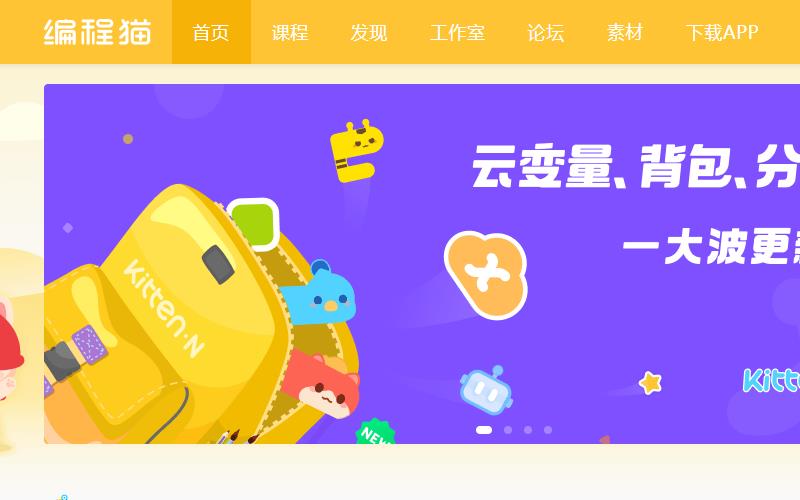 编程猫 首页 课程 发现 工作室 论坛 素材 下载APP
云变量、背包、分
一大波更
Kitten·N
Kitt
NEW